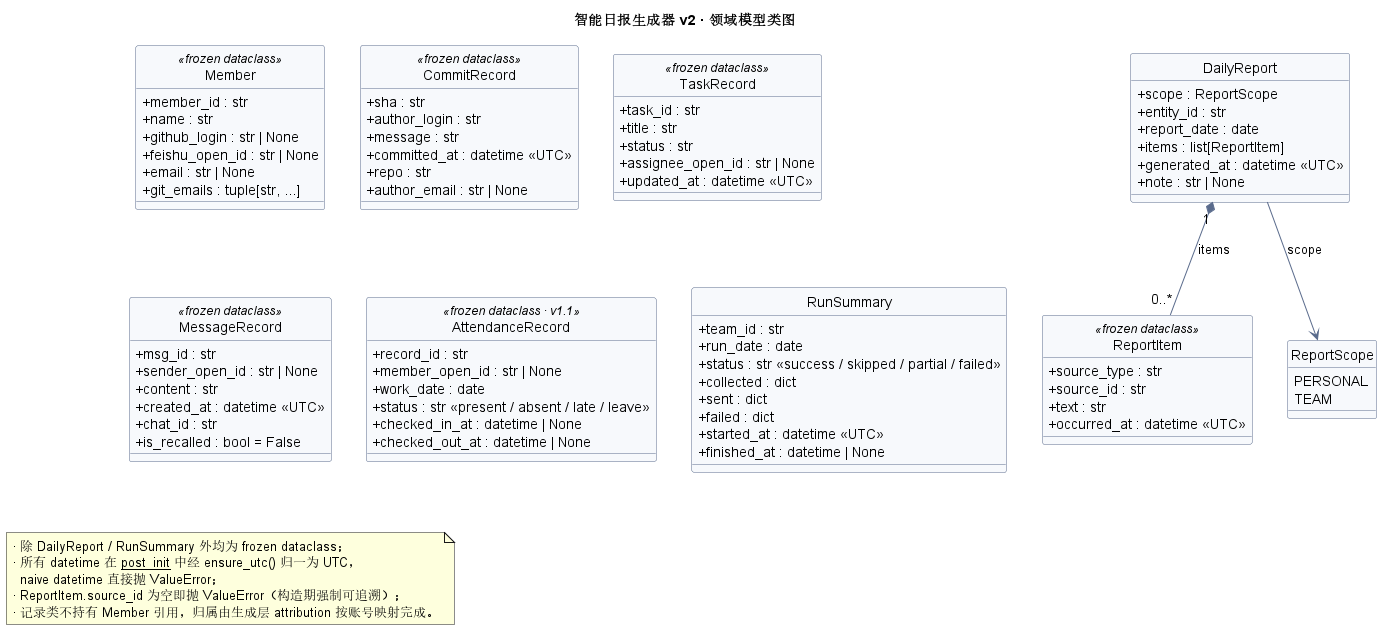 智能日报生成器 v2 · 领域模型类图
«frozen dataclass»
Member
+member_id : str
+name : str
+github_login : str | None
+feishu_open_id : str | None
+email : str | None
+git_emails : tuple[str, ...]
«frozen dataclass»
CommitRecord
+sha : str
+author_login : str
+message : str
+committed_at : datetime «UTC»
+repo : str
+author_email : str | None
«frozen dataclass»
TaskRecord
+task_id : str
+title : str
+status : str
+assignee_open_id : str | None
+updated_at : datetime «UTC»
DailyReport
+scope : ReportScope
+entity_id : str
+report_date : date
+items : list[ReportItem]
+generated_at : datetime «UTC»
+note : str | None
1
items
scope
0..*
«frozen dataclass»
MessageRecord
+msg_id : str
+sender_open_id : str | None
+content : str
+created_at : datetime «UTC»
+chat_id : str
+is_recalled : bool = False
«frozen dataclass · v1.1»
AttendanceRecord
+record_id : str
+member_open_id : str | None
+work_date : date
+status : str «present / absent / late / leave»
+checked_in_at : datetime | None
+checked_out_at : datetime | None
RunSummary
+team_id : str
+run_date : date
+status : str «success / skipped / partial / failed»
+collected : dict
+sent : dict
+failed : dict
+started_at : datetime «UTC»
+finished_at : datetime | None
«frozen dataclass»
ReportItem
+source_type : str
+source_id : str
+text : str
+occurred_at : datetime «UTC»
ReportScope
PERSONAL
TEAM
· 除 DailyReport / RunSummary 外均为 frozen dataclass；
· 所有 datetime 在 post_init 中经 ensure_utc() 归一为 UTC，
naive datetime 直接抛 ValueError；
· ReportItem.source_id 为空即抛 ValueError（构造期强制可追溯）；
· 记录类不持有 Member 引用，归属由生成层 attribution 按账号映射完成。